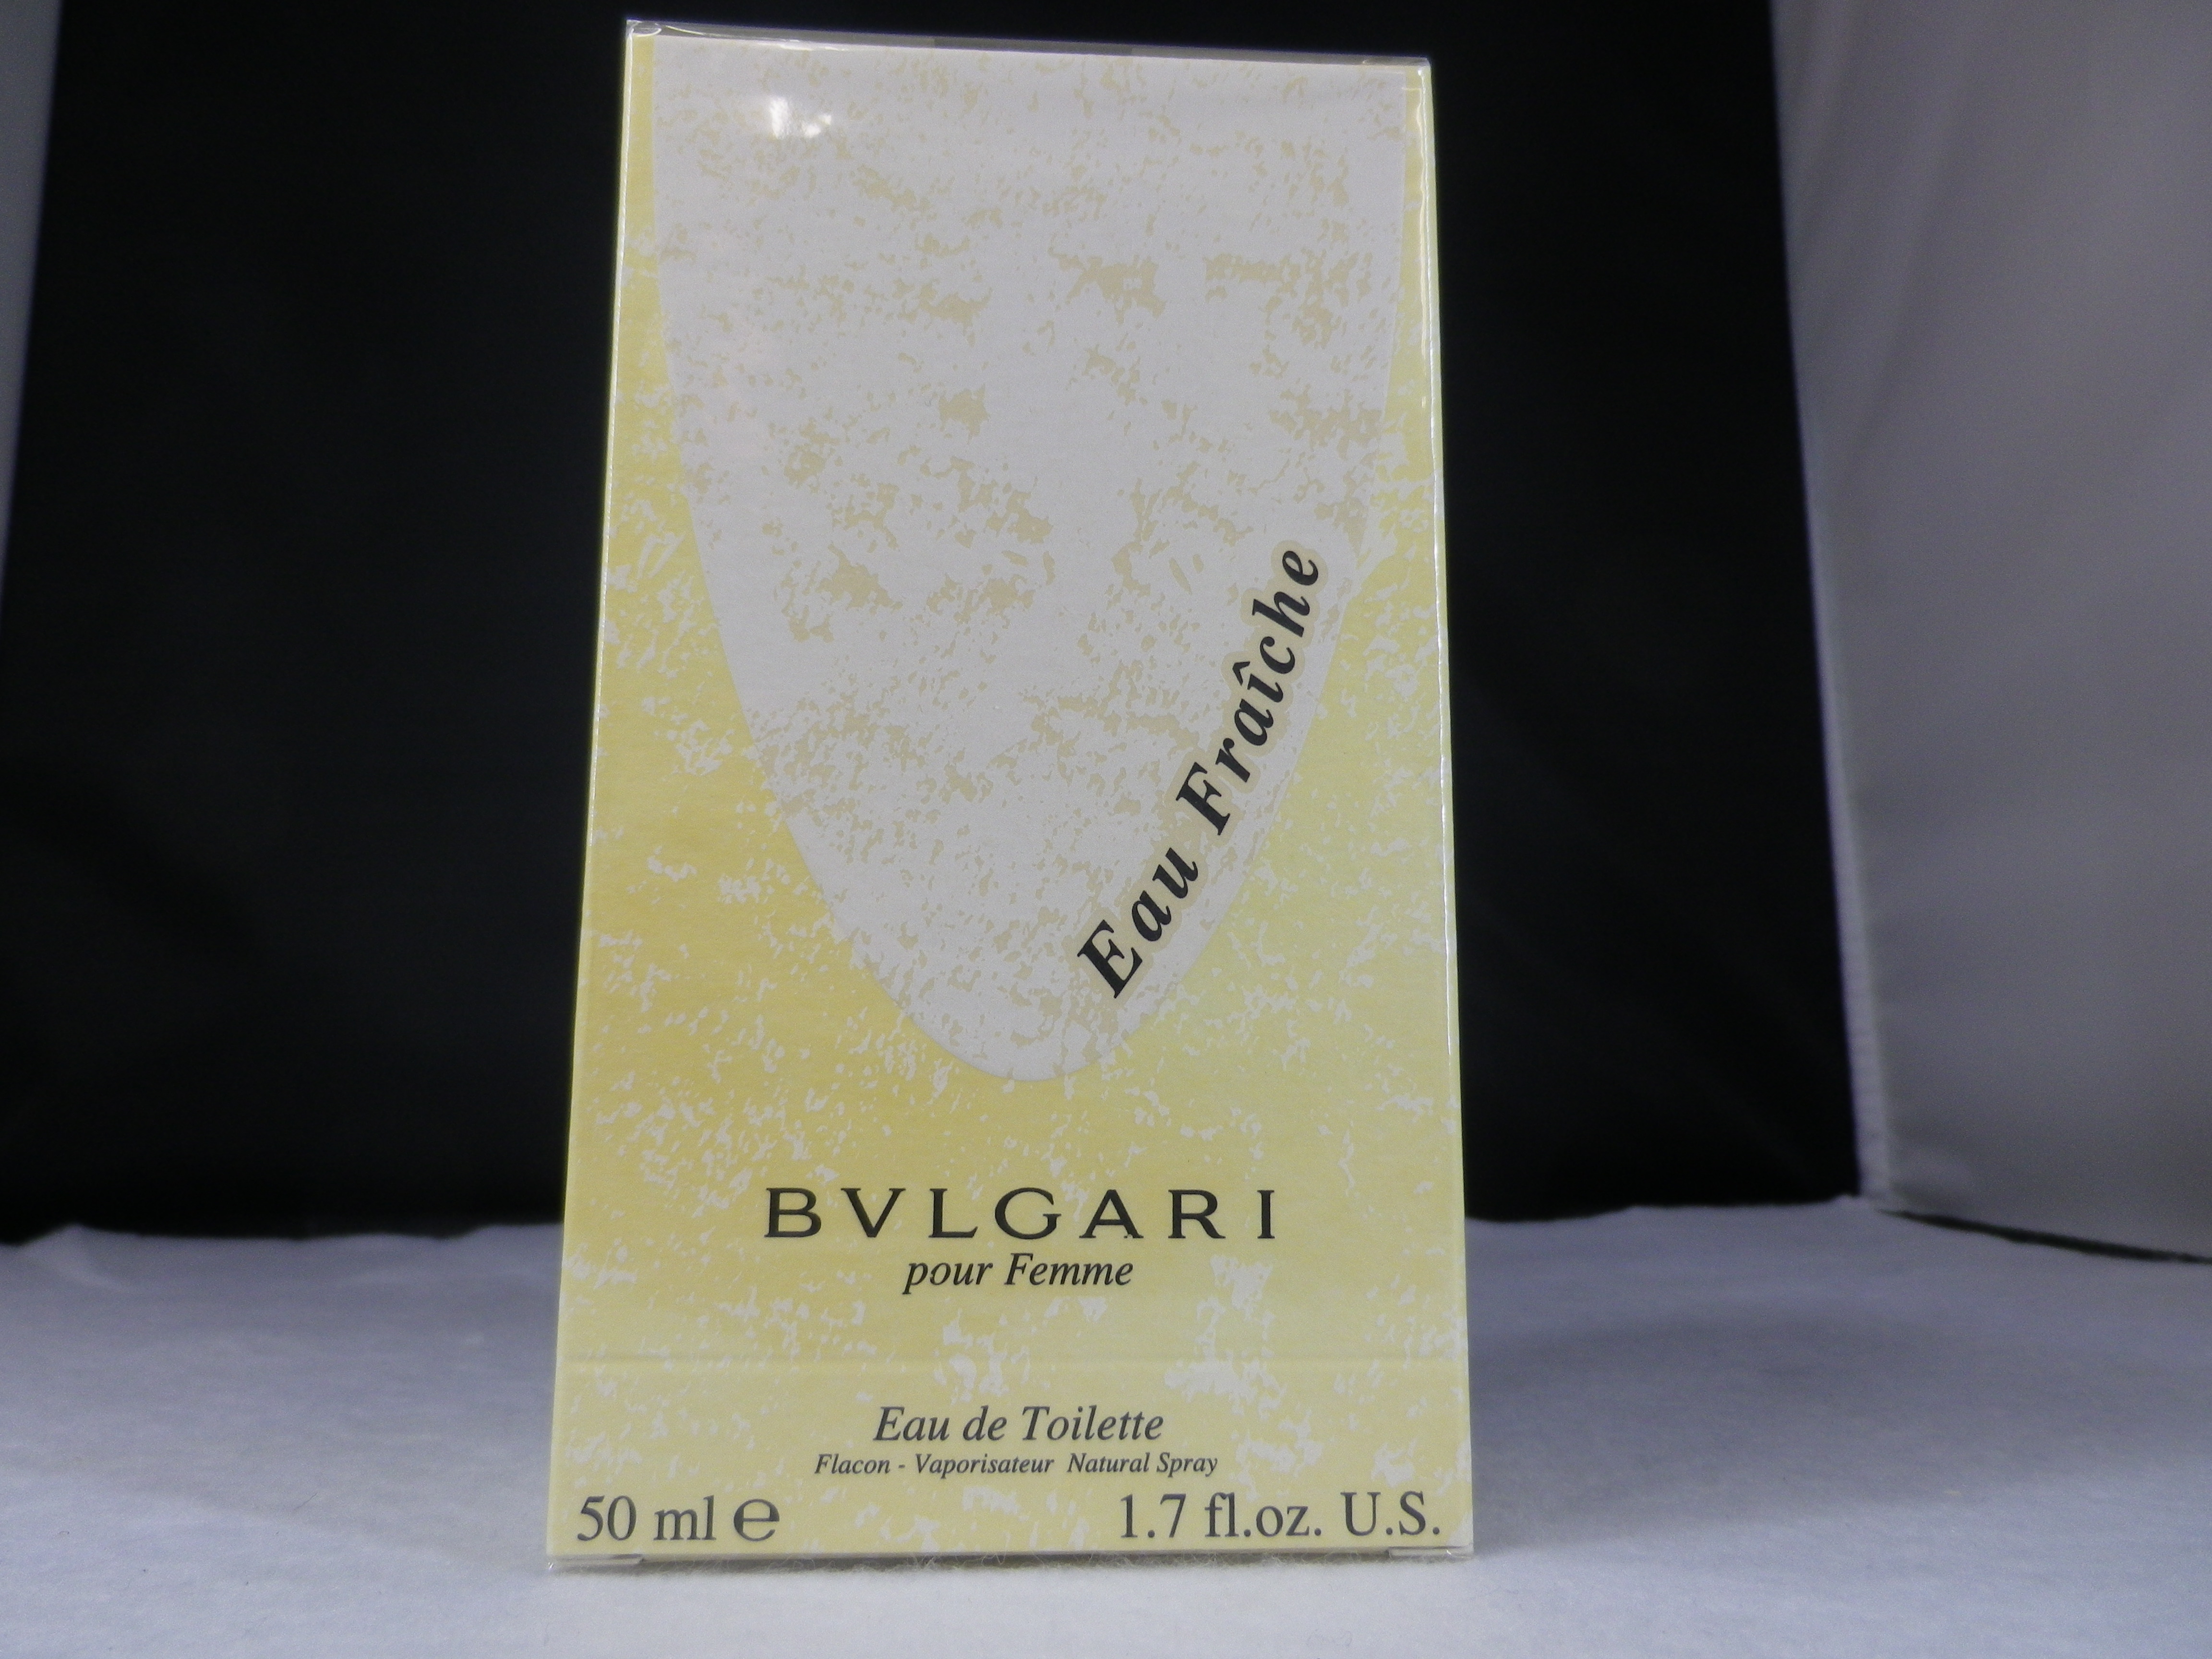 Eau Fraîche
BVLGARI
pour Femme
Eau de Toilette
Flacon - Vaporisateur Natural Spray
50 ml ℮
1.7 fl.oz. U.S.